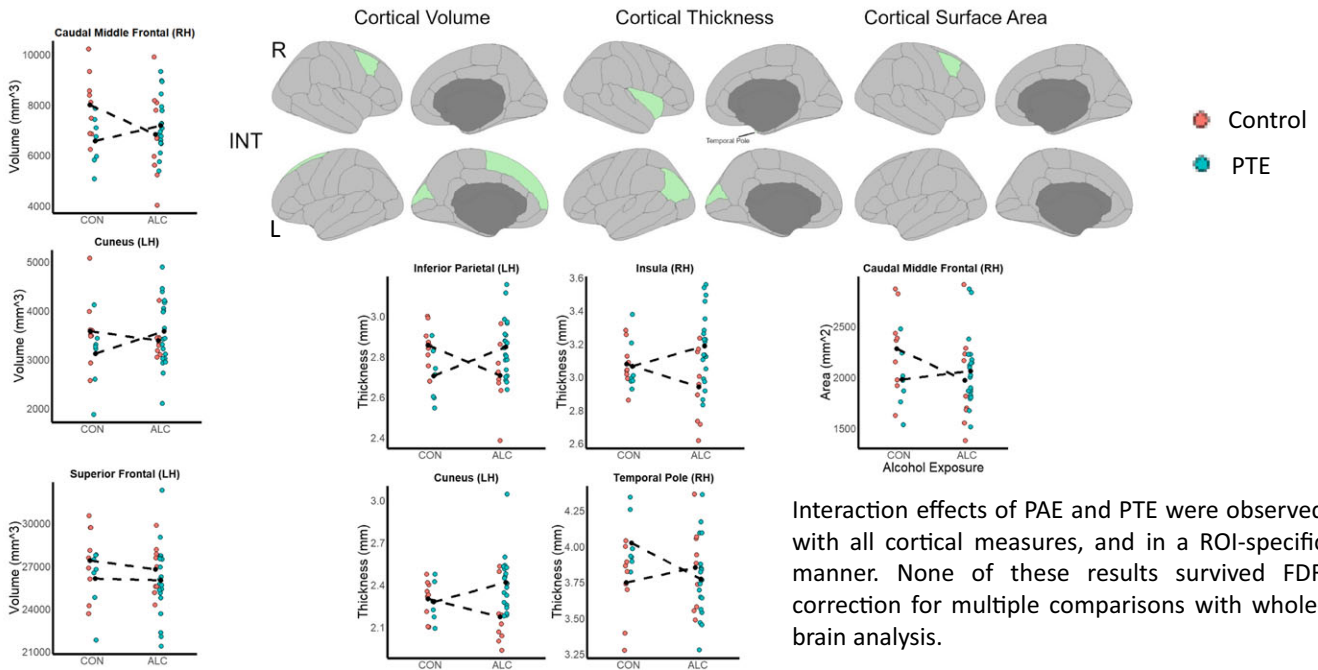 Cortical Volume
Cortical Thickness
Cortical Surface Area
R
INT
L
Temporal Pole
Control
PTE
Caudal Middle Frontal (RH)
Volume (mm^3)
10000
8000
6000
4000
CON
ALC
Cuneus (LH)
Volume (mm^3)
5000
4000
3000
2000
CON
ALC
Superior Frontal (LH)
Volume (mm^3)
30000
27000
24000
21000
CON
ALC
Inferior Parietal (LH)
Thickness (mm)
3.0
2.8
2.6
2.4
CON
ALC
Insula (RH)
Thickness (mm)
3.6
3.4
3.2
3.0
2.8
2.6
CON
ALC
Caudal Middle Frontal (RH)
Area (mm^2)
2500
2000
1500
CON
ALC
Alcohol Exposure
Cuneus (LH)
Thickness (mm)
3.0
2.7
2.4
2.1
CON
ALC
Temporal Pole (RH)
Thickness (mm)
4.25
4.00
3.75
3.50
3.25
CON
ALC
Interaction effects of PAE and PTE were observed
with all cortical measures, and in a ROI-specific
manner. None of these results survived FDR
correction for multiple comparisons with whole-
brain analysis.